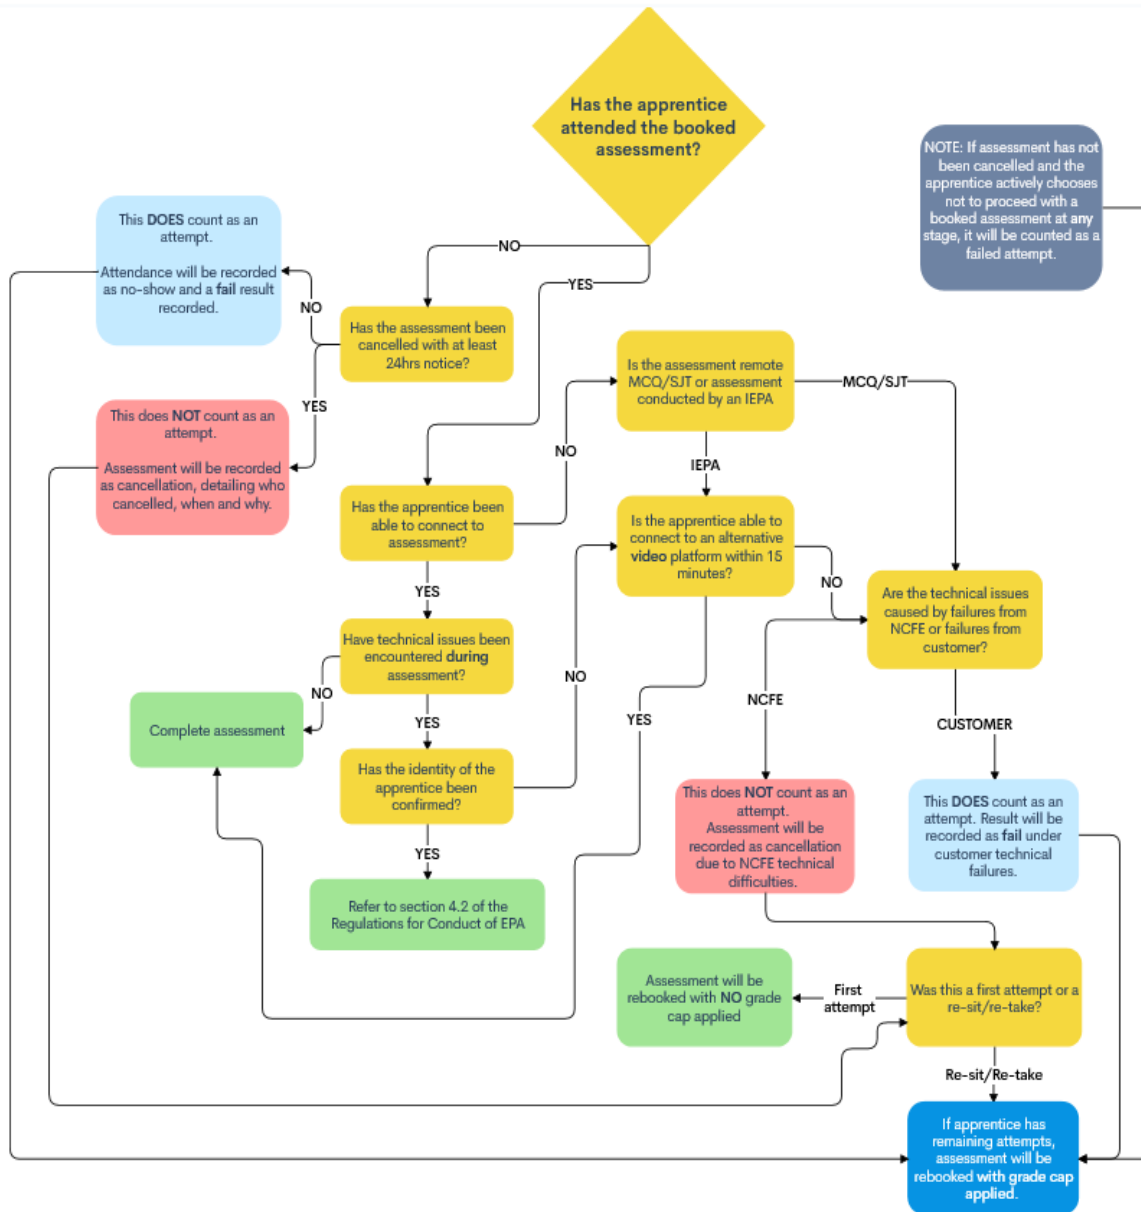 Has the apprentice
attended the booked
assessment?
NOTE: If assessment has not
been cancelled and the
apprentice actively chooses
not to proceed with a
booked assessment at any
stage, it will be counted as a
failed attempt.
This DOES count as an
attempt.
Attendance will be recorded
as no-show and a fail result
recorded.
NO
YES
NO
Has the assessment been
cancelled with at least
24hrs notice?
YES
This does NOT count as an
attempt.
Assessment will be recorded
as cancellation, detailing who
cancelled, when and why.
Is the assessment remote
MCQ/SJT or assessment
conducted by an IEPA
MCQ/SJT
NO
IEPA
Has the apprentice been
able to connect to
assessment?
Is the apprentice able to
connect to an alternative
video platform within 15
minutes?
NO
YES
Are the technical issues
caused by failures from
NCFE or failures from
customer?
Have technical issues been
encountered during
assessment?
NO
NO
YES
YES
NCFE
CUSTOMER
Complete assessment
Has the identity of the
apprentice been
confirmed?
YES
This does NOT count as an
attempt.
Assessment will be
recorded as cancellation
due to NCFE technical
difficulties.
This DOES count as an
attempt. Result will be
recorded as fail under
customer technical
failures.
Refer to section 4.2 of the
Regulations for Conduct of EPA
Assessment will be
rebooked with NO grade
cap applied
First
attempt
Was this a first attempt or a
re-sit/re-take?
Re-sit/Re-take
If apprentice has
remaining attempts,
assessment will be
rebooked with grade cap
applied.